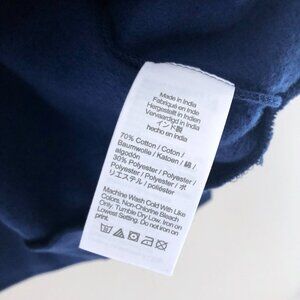 Made in India
Fabriqué en Inde
Hergestellt in Indien
Vervaardigd in India
インド製
hecho en India
70% Cotton / Coton /
Baumwolle / Katoen / 綿 /
algodón
30% Polyester / Polyester /
Polyester / Polyester / ポ
リエステル / poliéster
Machine Wash Cold With Like
Colors. Non-Chlorine Bleach
Only. Tumble Dry Low. Iron on
Lowest Setting. Do not iron on
print.